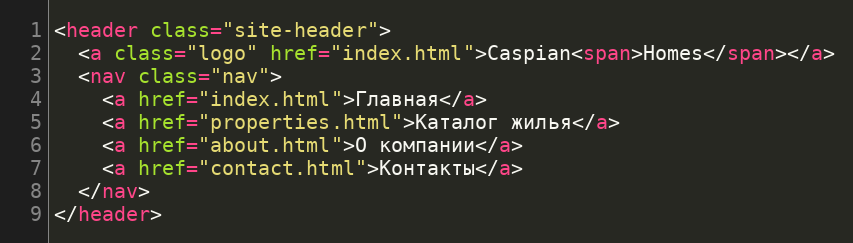 1 <header class="site-header">
2   <a class="logo" href="index.html">Caspian<span>Homes</span></a>
3   <nav class="nav">
4     <a href="index.html">Главная</a>
5     <a href="properties.html">Каталог жилья</a>
6     <a href="about.html">О компании</a>
7     <a href="contact.html">Контакты</a>
8   </nav>
9 </header>